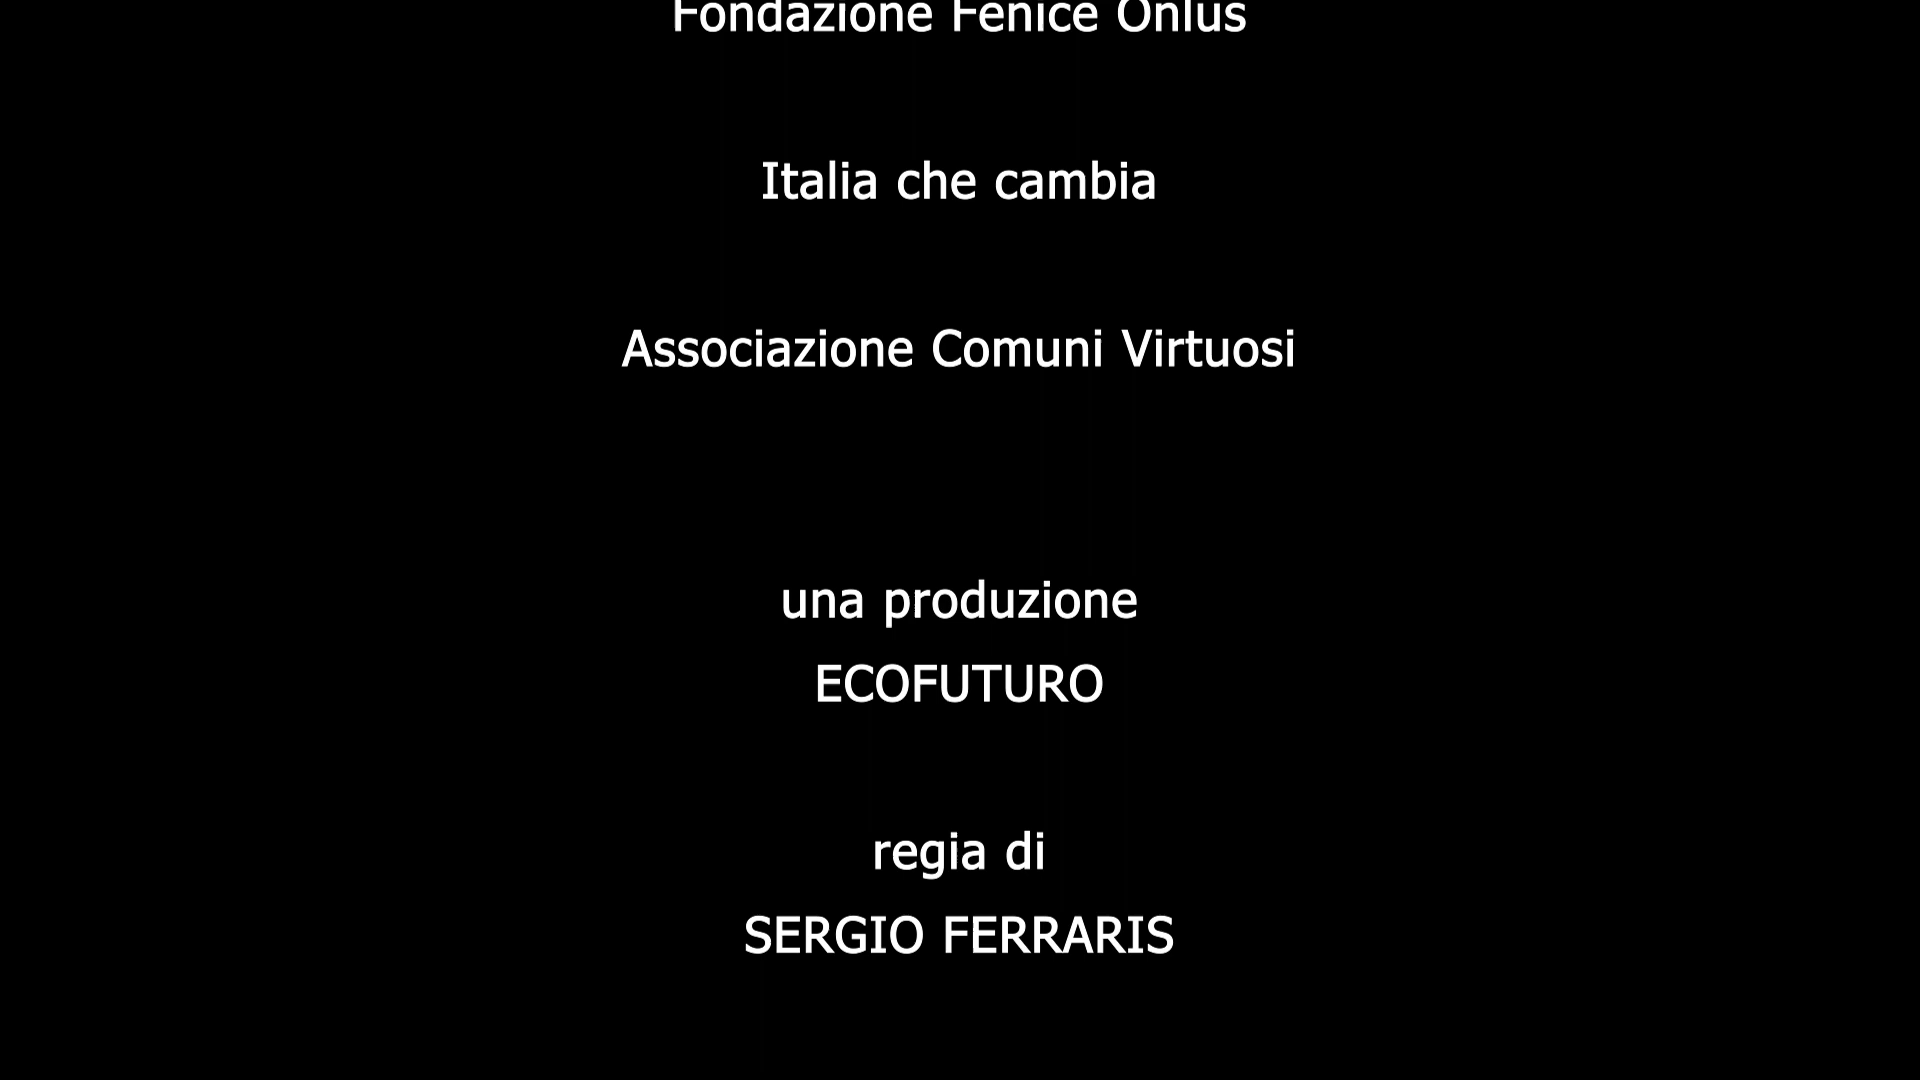 Fondazione Fenice Onlus
Italia che cambia
Associazione Comuni Virtuosi
una produzione
ECOFUTURO
regia di
SERGIO FERRARIS